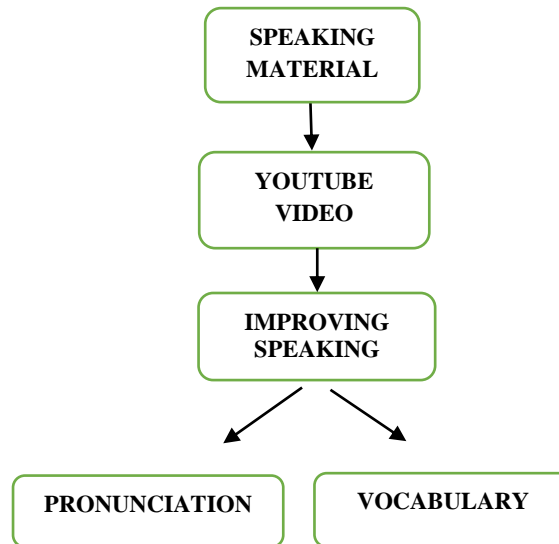 SPEAKING
MATERIAL
YOUTUBE
VIDEO
IMPROVING
SPEAKING
PRONUNCIATION
VOCABULARY